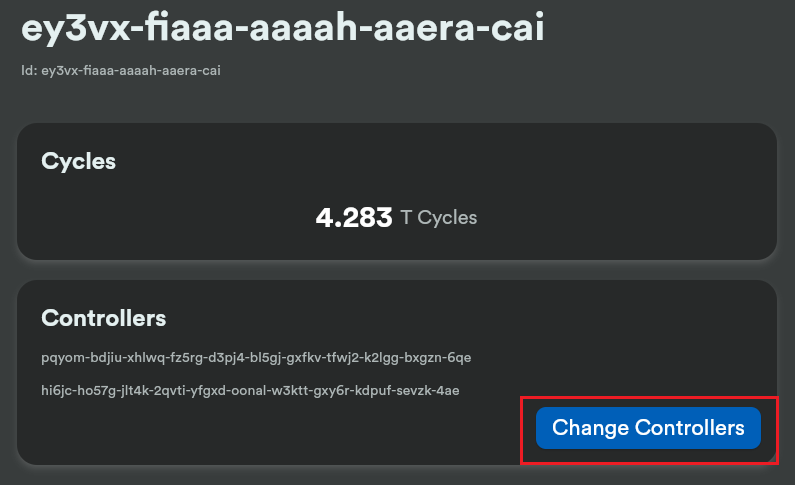 ey3vx-fiaaa-aaaah-aaera-cai
Id: ey3vx-fiaaa-aaaah-aaera-cai
Cycles
4.283 T Cycles
Controllers
pqyom-bdjiu-xhlwq-fz5rg-d3pj4-bl5gj-gxfkv-tfwj2-k2lgg-bxgzn-6qe
hi6jc-ho57g-jlt4k-2qvti-yfgxd-oonal-w3ktt-gxy6r-kdpuf-sevzk-4ae
Change Controllers